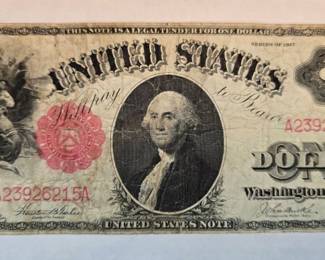 THIS NOTE IS A LEGAL TENDER FOR ONE DOLLAR
SERIES OF 1917
UNITED STATES
Will pay to Bearer
A239
DOL
Washington
A23926215A
UNITED STATES NOTE